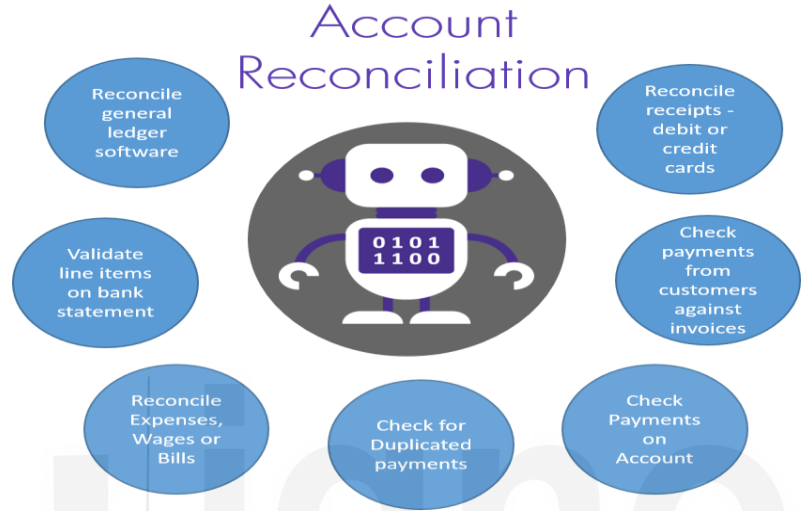 Account
Reconciliation
Reconcile
general
ledger
software
Reconcile
receipts -
debit or
credit
cards
0101
1100
Validate
line items
on bank
statement
Check
payments
from
customers
against
invoices
Reconcile
Expenses,
Wages or
Bills
Check for
Duplicated
payments
Check
Payments
on
Account